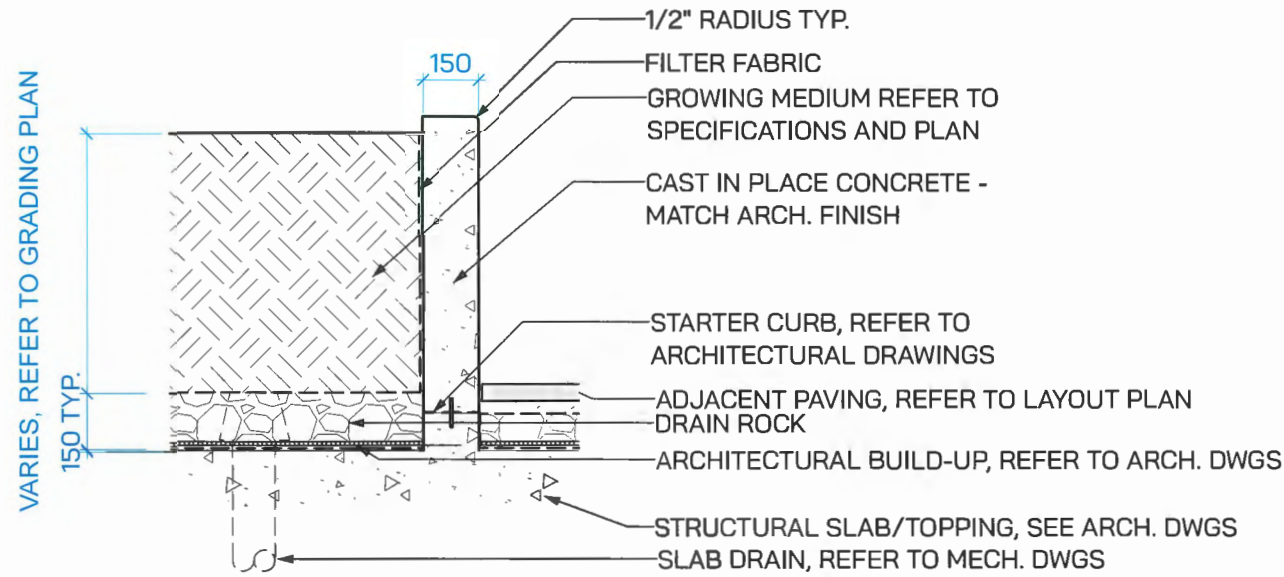 1/2" RADIUS TYP.
150
FILTER FABRIC
GROWING MEDIUM REFER TO
SPECIFICATIONS AND PLAN
CAST IN PLACE CONCRETE -
MATCH ARCH. FINISH
VARIES, REFER TO GRADING PLAN
STARTER CURB, REFER TO
ARCHITECTURAL DRAWINGS
150 TYP.
ADJACENT PAVING, REFER TO LAYOUT PLAN
DRAIN ROCK
ARCHITECTURAL BUILD-UP, REFER TO ARCH. DWGS
STRUCTURAL SLAB/TOPPING, SEE ARCH. DWGS
SLAB DRAIN, REFER TO MECH. DWGS